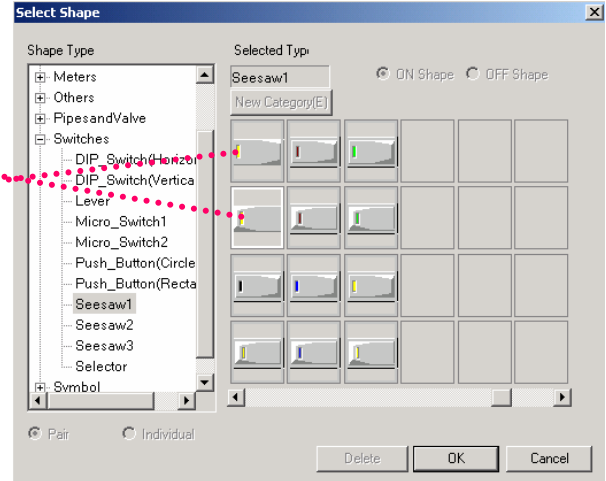 Select Shape
Shape Type
Selected Typ
Meters
Others
PipesandValve
Switches
DIP_Switch(Horizor
DIP_Switch(Vertica
Lever
Micro_Switch1
Micro_Switch2
Push_Button(Circle
Push_Button(Recta
Seesaw1
Seesaw2
Seesaw3
Selector
Symbol
Seesaw1
ON Shape
OFF Shape
New Category(E)
Pair
Individual
Delete
OK
Cancel